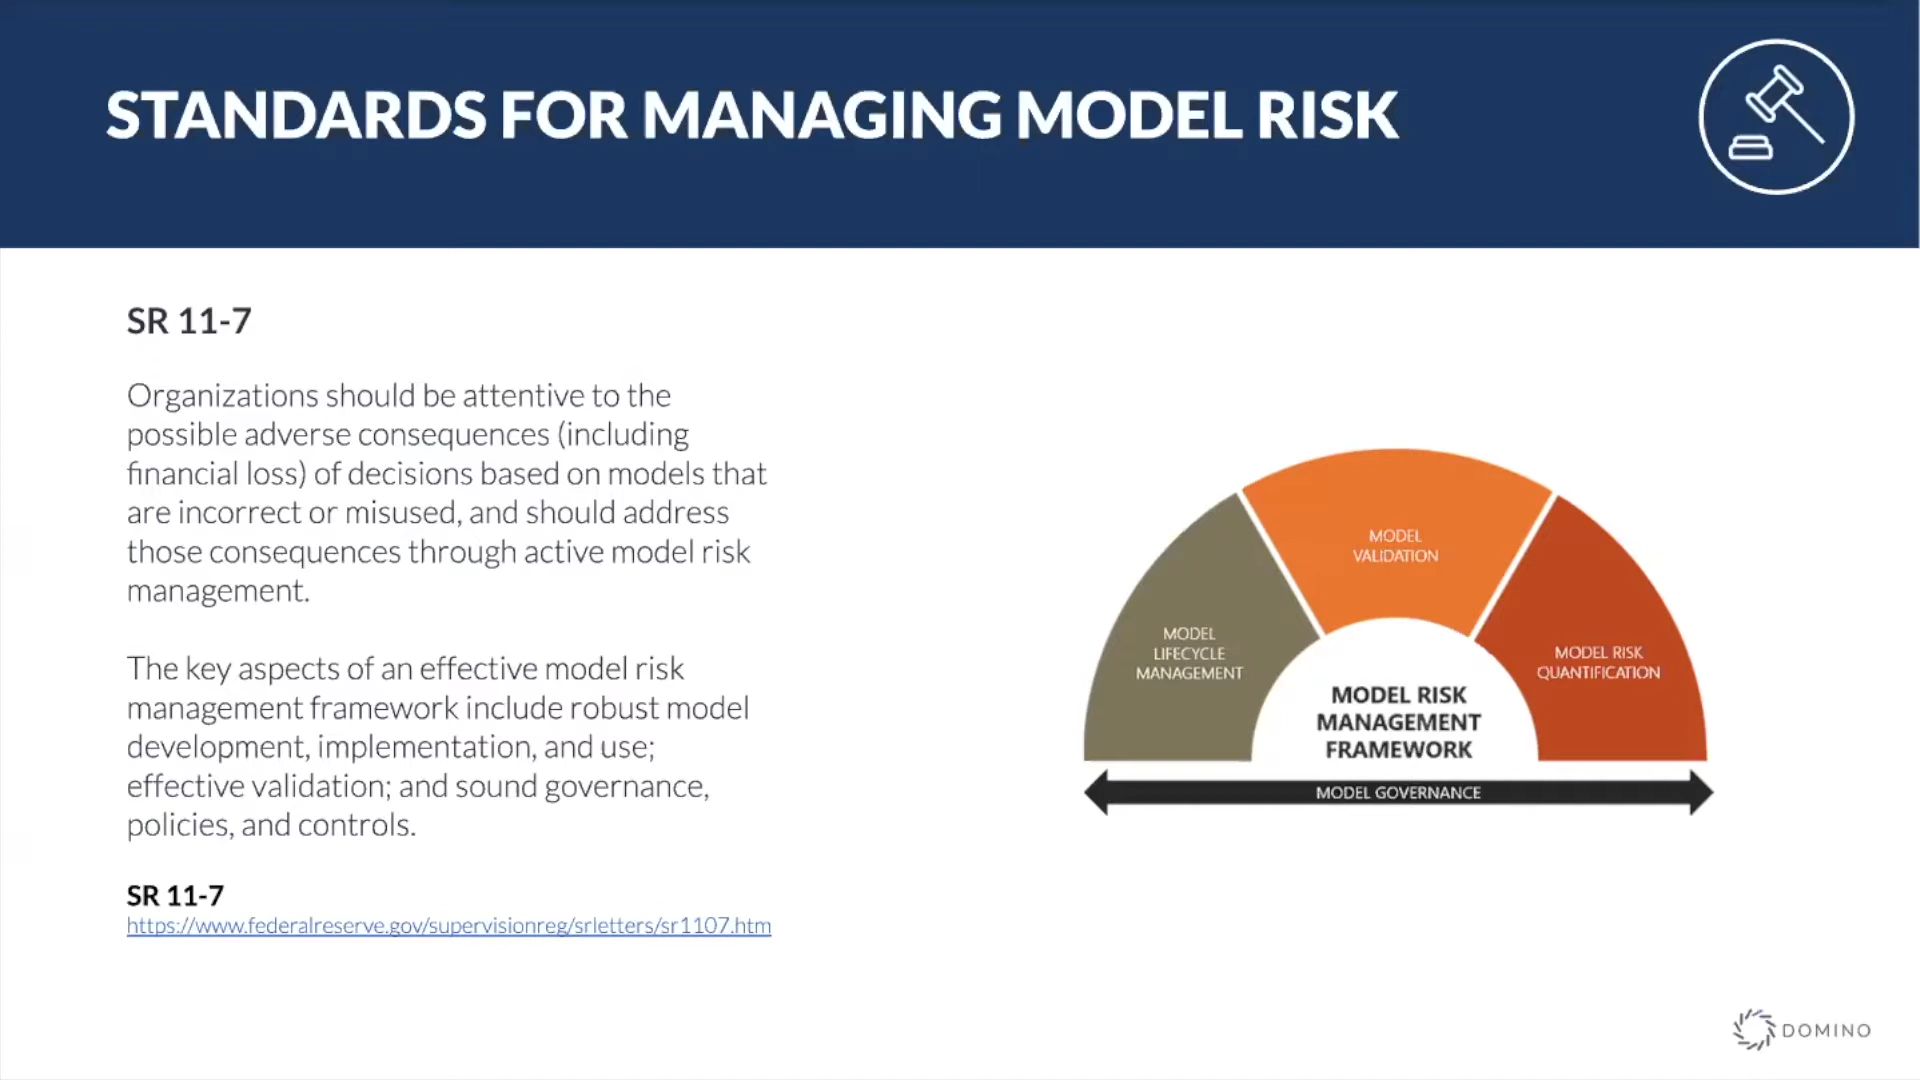 STANDARDS FOR MANAGING MODEL RISK
SR 11-7
Organizations should be attentive to the
possible adverse consequences (including
financial loss) of decisions based on models that
are incorrect or misused, and should address
those consequences through active model risk
management.
The key aspects of an effective model risk
management framework include robust model
development, implementation, and use;
effective validation; and sound governance,
policies, and controls.
SR 11-7
https://www.federalreserve.gov/supervisionreg/srletters/sr1107.htm
MODEL
LIFECYCLE
MANAGEMENT
MODEL
VALIDATION
MODEL RISK
QUANTIFICATION
MODEL RISK
MANAGEMENT
FRAMEWORK
MODEL GOVERNANCE
DOMINO